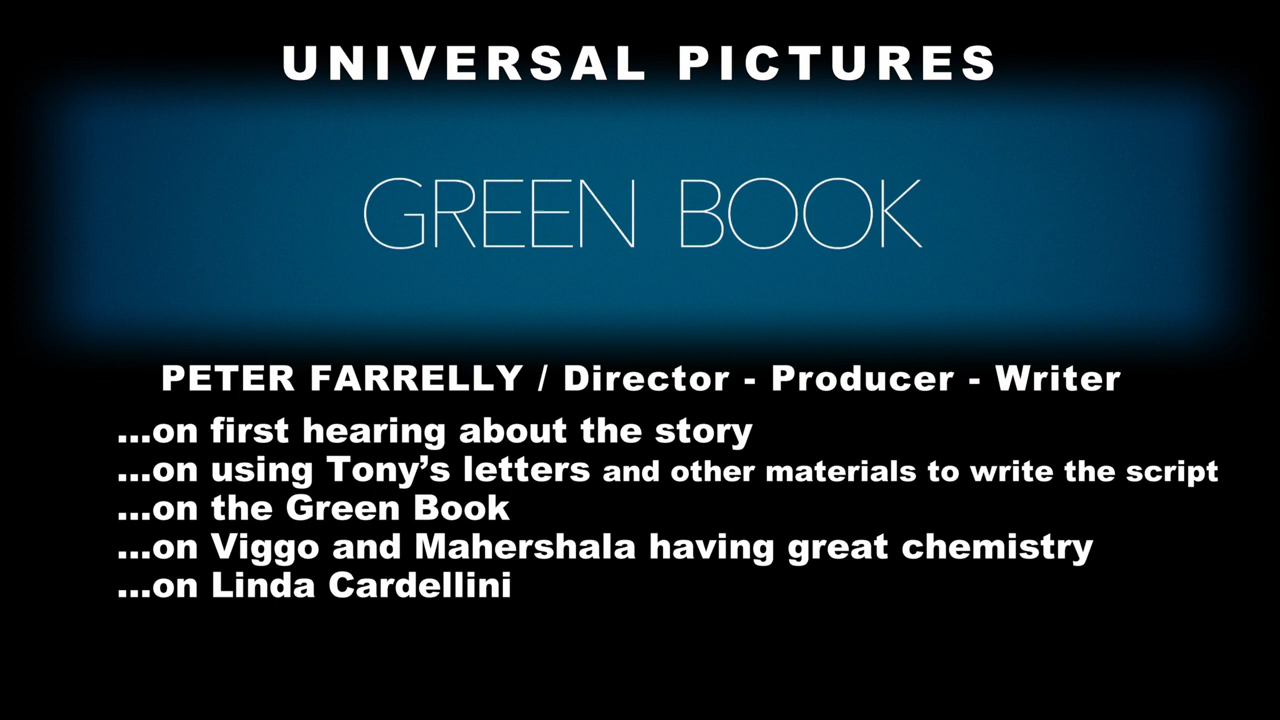 UNIVERSAL PICTURES
GREEN BOOK
PETER FARRELLY / Director - Producer - Writer
...on first hearing about the story
...on using Tony’s letters and other materials to write the script
...on the Green Book
...on Viggo and Mahershala having great chemistry
...on Linda Cardellini